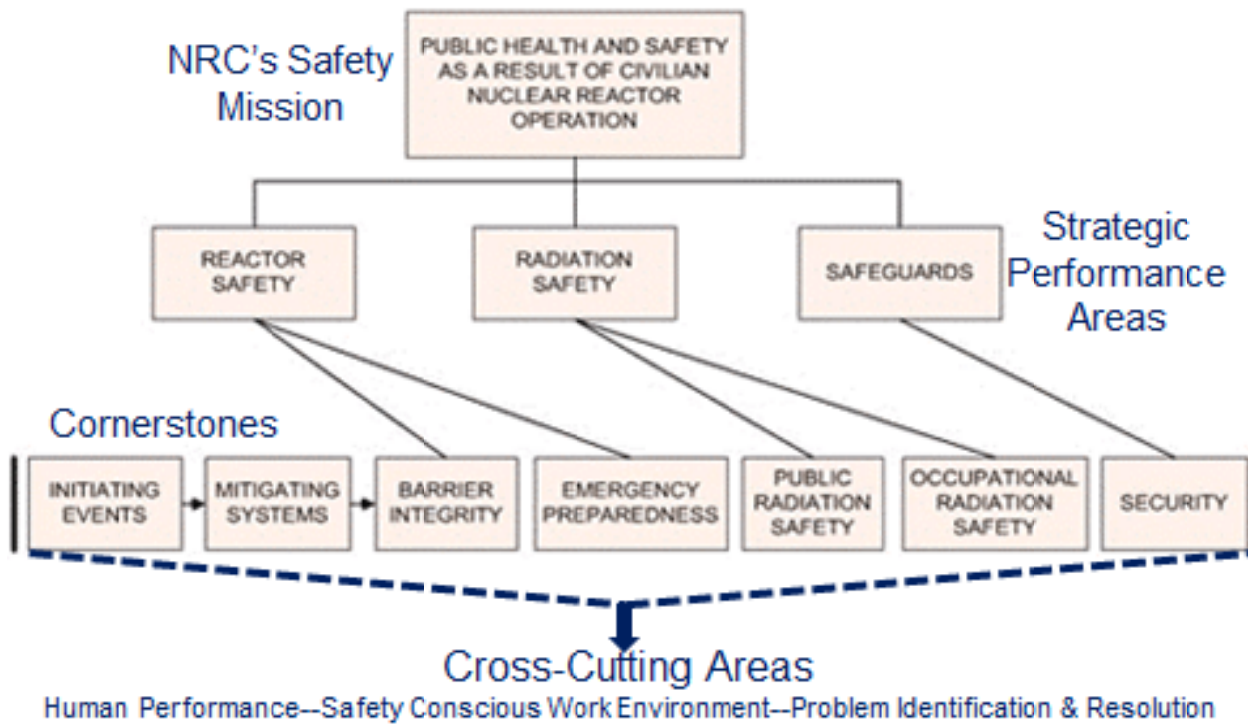 NRC's Safety
Mission
PUBLIC HEALTH AND SAFETY
AS A RESULT OF CIVILIAN
NUCLEAR REACTOR
OPERATION
REACTOR
SAFETY
RADIATION
SAFETY
SAFEGUARDS
Strategic
Performance
Areas
Cornerstones
INITIATING
EVENTS
MITIGATING
SYSTEMS
BARRIER
INTEGRITY
EMERGENCY
PREPAREDNESS
PUBLIC
RADIATION
SAFETY
OCCUPATIONAL
RADIATION
SAFETY
SECURITY
Cross-Cutting Areas
Human Performance--Safety Conscious Work Environment--Problem Identification & Resolution